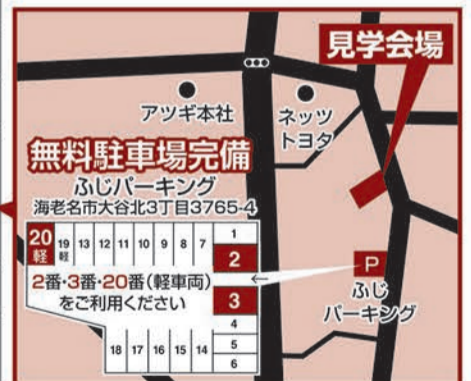 見学会場
アツギ本社
ネッツ
トヨタ
無料駐車場完備
ふじパーキング
海老名市大谷北3丁目3765-4
20
軽
19
軽
13 12 11 10 9 8 7
1
2
2番・3番・20番(軽車両)
をご利用ください
←
3
4
5
6
18 17 16 15 14
P
ふじ
パーキング